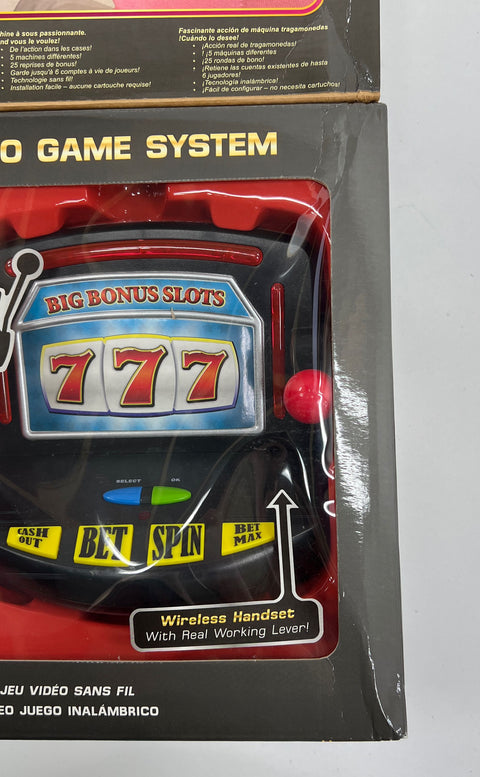 hine à sous passionnante.
nd vous le voulez!
• De l'action dans les cases!
• 5 machines différentes!
• 25 reprises de bonus!
• Garde jusqu'à 6 comptes à vie de joueurs!
• Technologie sans fil!
• Installation facile – aucune cartouche requise!
Fascinante acción de máquina tragamonedas
!Cuándo lo desee!
• ¡Acción real de tragamonedas!
• ! ¡5 máquinas diferentes
• ¡25 rondas de bono!
• ¡Retiene las cuentas existentes de hasta
6 jugadores!
• ¡Tecnología inalámbrica!
• ¡Fácil de configurar – no necesita cartuchos!
O GAME SYSTEM
BIG BONUS SLOTS
7 7 7
SELECT OK
CASH OUT
BET
SPIN
BET MAX
Wireless Handset
With Real Working Lever!
JEU VIDÉO SANS FIL
EO JUEGO INALÁMBRICO